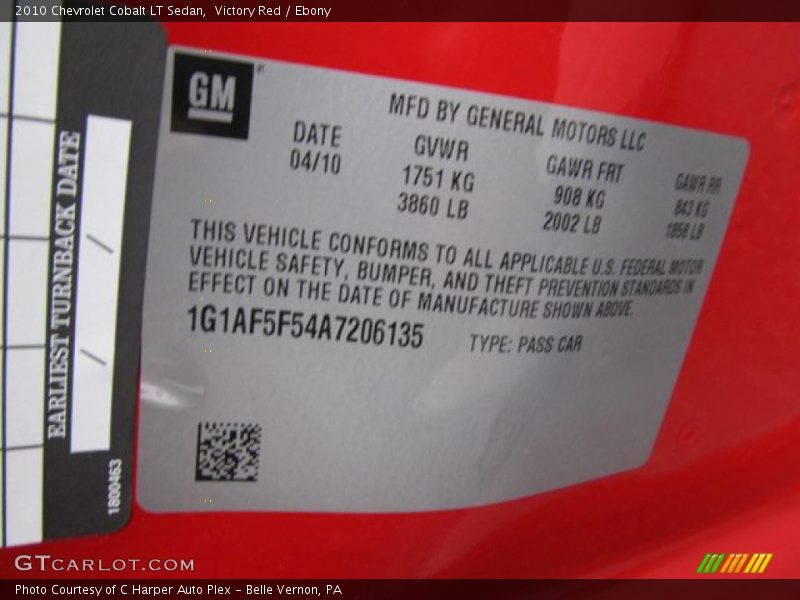 2010 Chevrolet Cobalt LT Sedan, Victory Red / Ebony
GM
MFD BY GENERAL MOTORS LLC
DATE GVWR GAWR FRT GAWR RR
04/10 1751 KG 908 KG 843 KG
3860 LB 2002 LB 1858 LB
THIS VEHICLE CONFORMS TO ALL APPLICABLE U.S. FEDERAL MOTOR
VEHICLE SAFETY, BUMPER, AND THEFT PREVENTION STANDARDS IN
EFFECT ON THE DATE OF MANUFACTURE SHOWN ABOVE.
1G1AF5F54A7206135 TYPE: PASS CAR
EARLIEST TURNBACK DATE
/ /
1800463
GTCARLOT.COM
Photo Courtesy of C Harper Auto Plex - Belle Vernon, PA